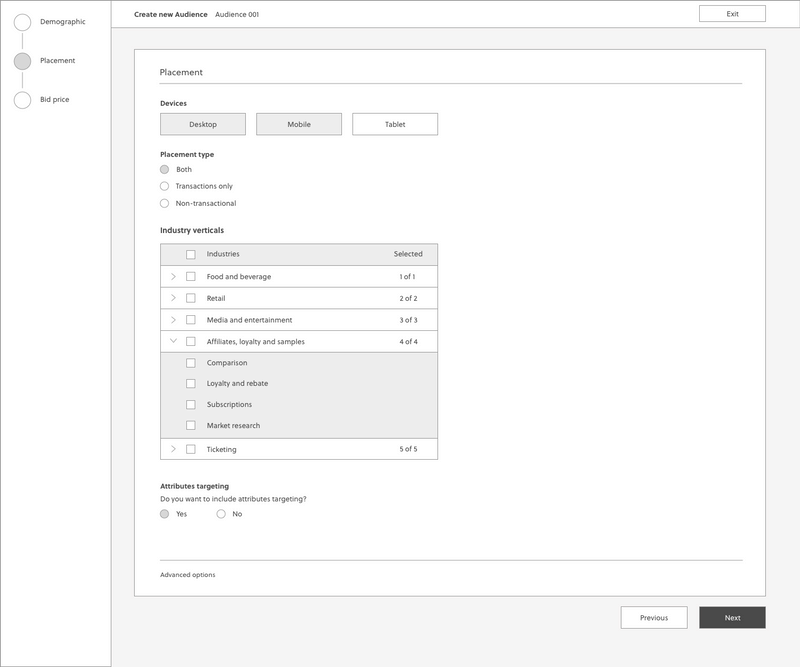 Demographic
Placement
Bid price
Create new Audience Audience 001
Exit
Placement
Devices
Desktop Mobile Tablet
Placement type
Both
Transactions only
Non-transactional
Industry verticals
Industries Selected
Food and beverage 1 of 1
Retail 2 of 2
Media and entertainment 3 of 3
Affiliates, loyalty and samples 4 of 4
Comparison
Loyalty and rebate
Subscriptions
Market research
Ticketing 5 of 5
Attributes targeting
Do you want to include attributes targeting?
Yes No
Advanced options
Previous Next